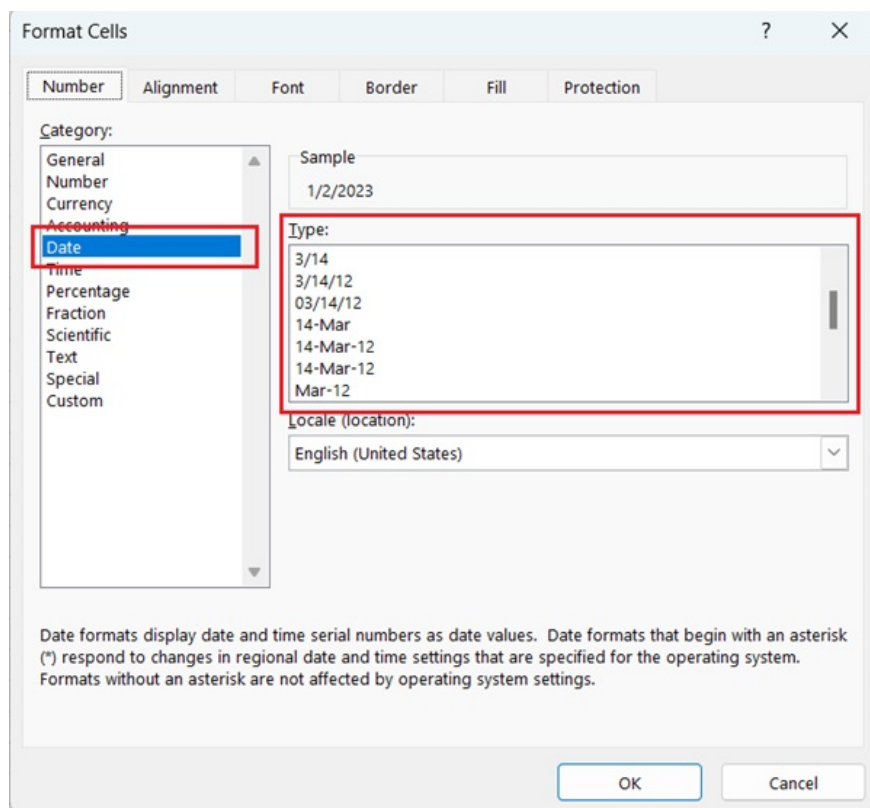 Format Cells
?
Number
Alignment
Font
Border
Fill
Protection
Category:
General
Number
Currency
Accounting
Date
Time
Percentage
Fraction
Scientific
Text
Special
Custom
Sample
1/2/2023
Type:
3/14
3/14/12
03/14/12
14-Mar
14-Mar-12
14-Mar-12
Mar-12
Locale (location):
English (United States)
Date formats display date and time serial numbers as date values.  Date formats that begin with an asterisk
(*) respond to changes in regional date and time settings that are specified for the operating system.
Formats without an asterisk are not affected by operating system settings.
OK
Cancel